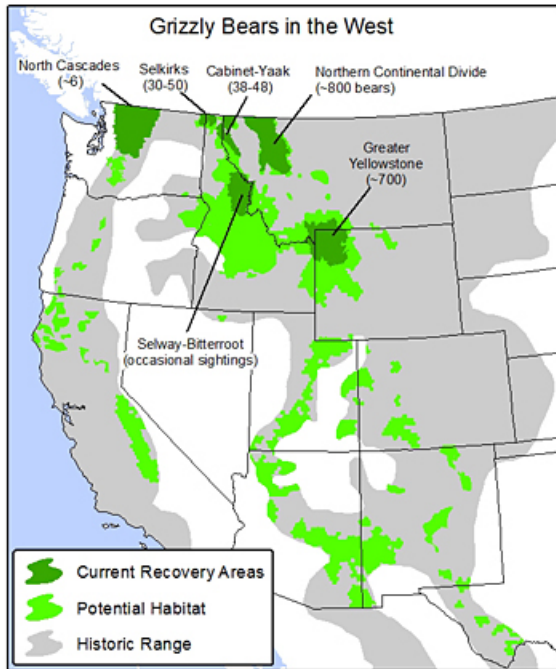 Grizzly Bears in the West
North Cascades
(~6)
Selkirks
(30-50)
Cabinet-Yaak
(38-48)
Northern Continental Divide
(~800 bears)
Greater
Yellowstone
(~700)
Selway-Bitterroot
(occasional sightings)
Current Recovery Areas
Potential Habitat
Historic Range